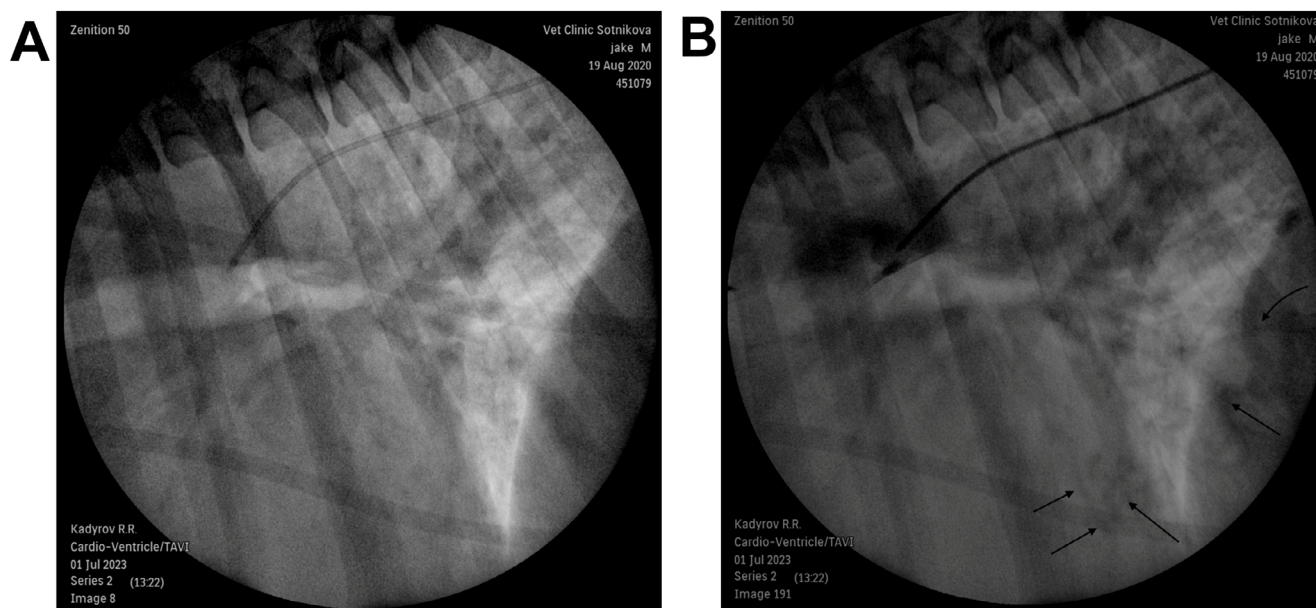 A
Zenition 50
Vet Clinic Sotnikova
jake M
19 Aug 2020
451079
Kadyrov R.R.
Cardio-Ventricle/TAVI
01 Jul 2023
Series 2 (13:22)
Image 8
B
Zenition 50
Vet Clinic Sotnikova
jake M
19 Aug 2020
451079
Kadyrov R.R.
Cardio-Ventricle/TAVI
01 Jul 2023
Series 2 (13:22)
Image 191